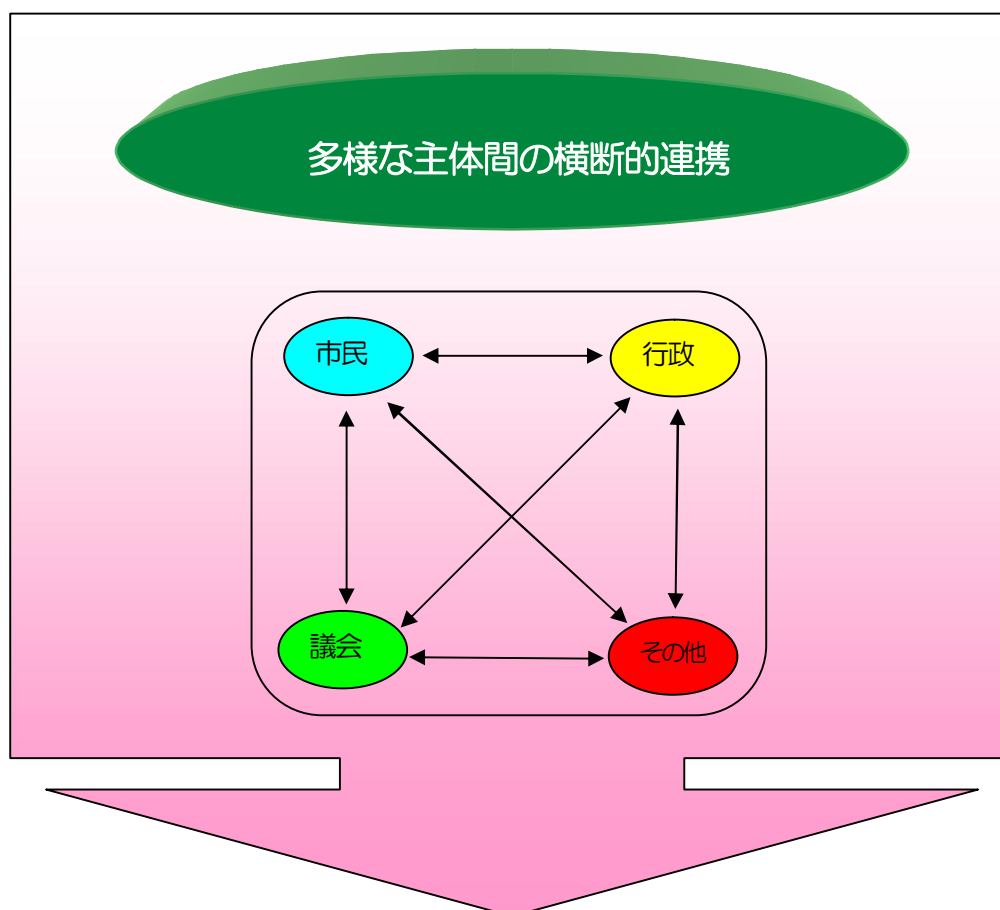 多様な主体間の横断的連携
市民
行政
議会
その他